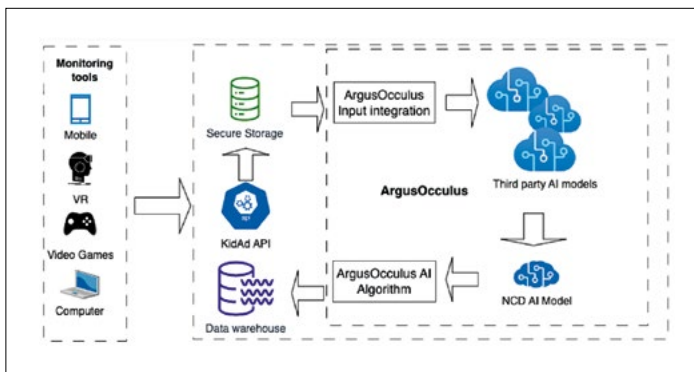 Monitoring
tools
Mobile
VR
Video Games
Computer
Secure Storage
KidAd API
Data warehouse
ArgusOcculus
Input integration
ArgusOcculus
Third party AI models
ArgusOcculus AI
Algorithm
NCD AI Model